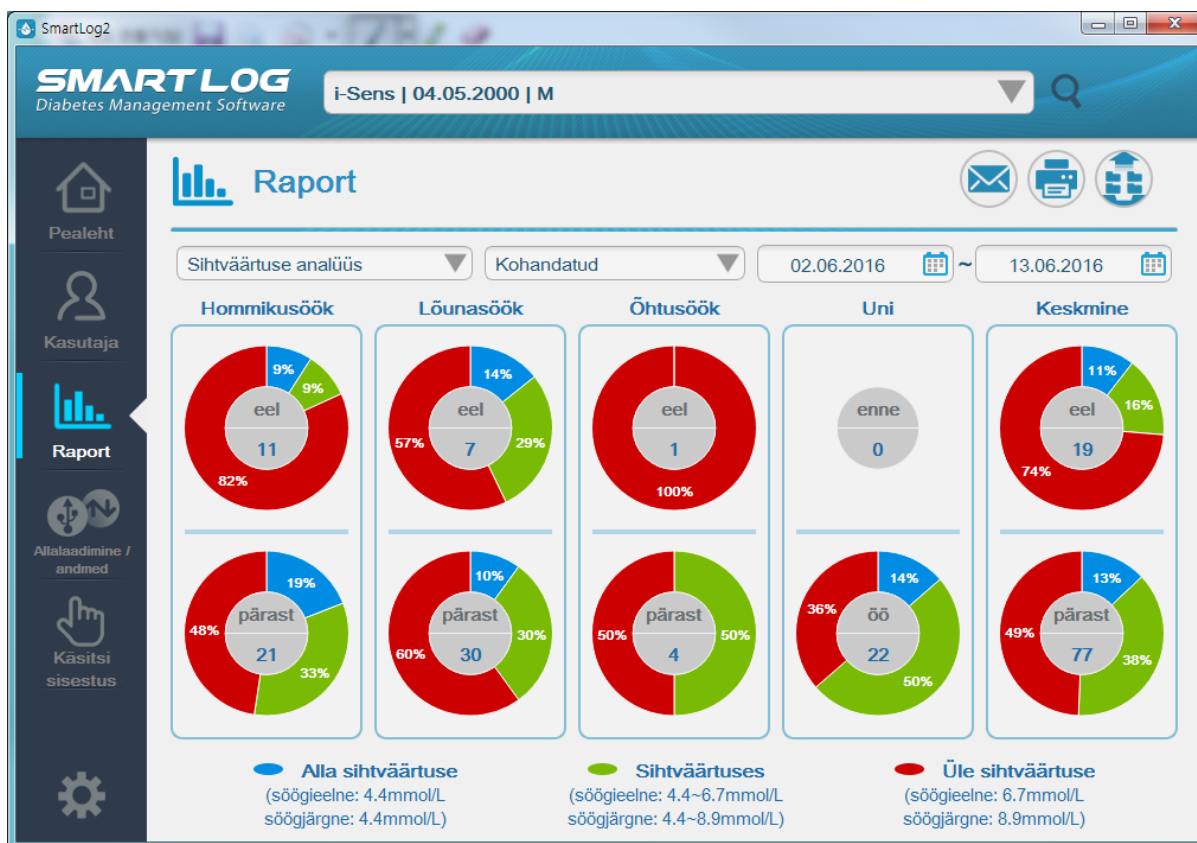 SmartLog2
SMART LOG
Diabetes Management Software
i-Sens | 04.05.2000 | M
Pealeht
Kasutaja
Raport
Allalaadimine /
andmed
Käsitsi
sisestus
Raport
Sihtväärtuse analüüs
Kohandatud
02.06.2016
~
13.06.2016
Hommikusöök
Lõunasöök
Õhtusöök
Uni
Keskmine
9%
9%
82%
eel
11
14%
29%
57%
eel
7
100%
eel
1
enne
0
11%
16%
74%
eel
19
19%
33%
48%
pärast
21
10%
30%
60%
pärast
30
50%
50%
pärast
4
14%
50%
36%
öö
22
13%
38%
49%
pärast
77
Alla sihtväärtuse
(söögieelne: 4.4mmol/L
söögjärgne: 4.4mmol/L)
Sihtväärtuses
(söögieelne: 4.4~6.7mmol/L
söögjärgne: 4.4~8.9mmol/L)
Üle sihtväärtuse
(söögieelne: 6.7mmol/L
söögjärgne: 8.9mmol/L)